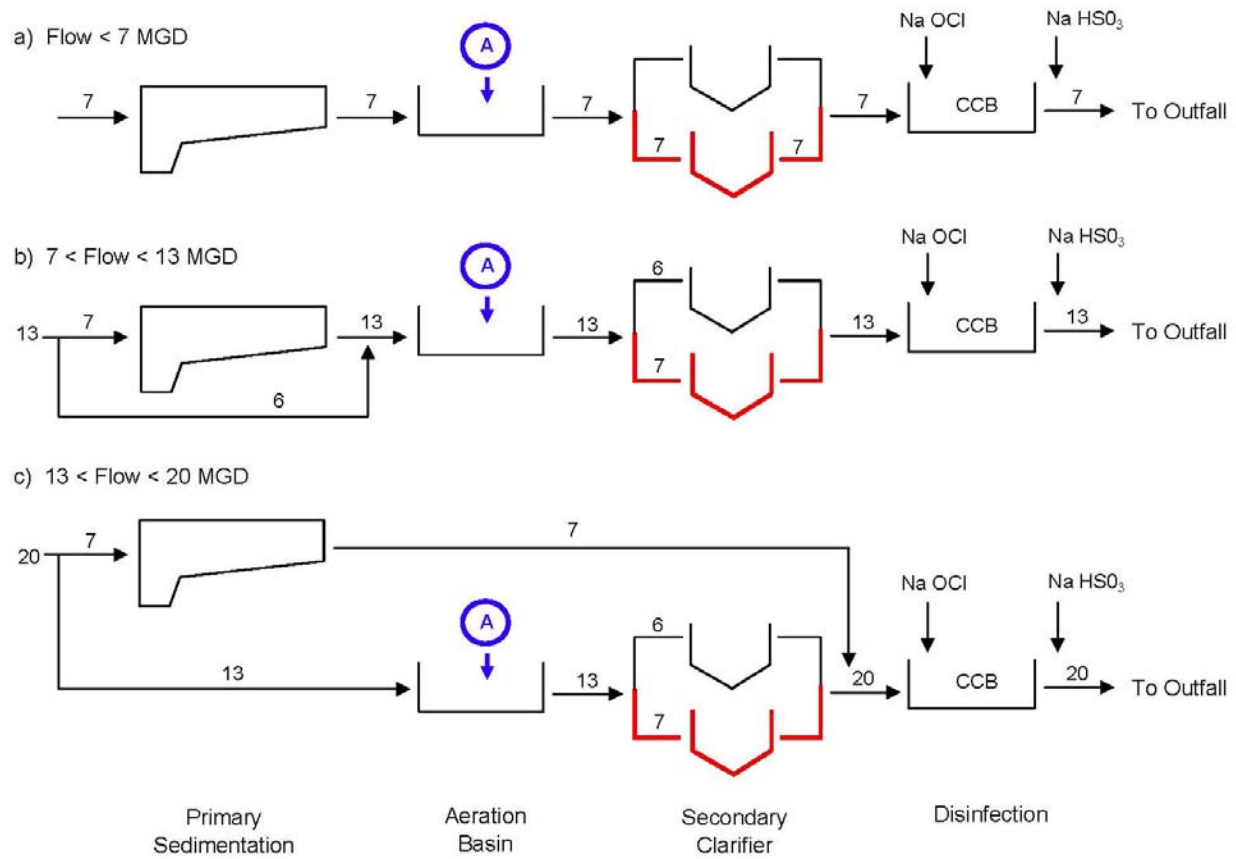 a) Flow < 7 MGD
Na OCl
Na HS0₃
A
7
7
7
7
7
7
7
CCB
To Outfall
b) 7 < Flow < 13 MGD
Na OCl
Na HS0₃
A
13
7
13
13
6
7
13
CCB
13
To Outfall
6
c) 13 < Flow < 20 MGD
20
7
7
Na OCl
Na HS0₃
A
13
13
6
7
20
CCB
20
To Outfall
Primary
Sedimentation
Aeration
Basin
Secondary
Clarifier
Disinfection